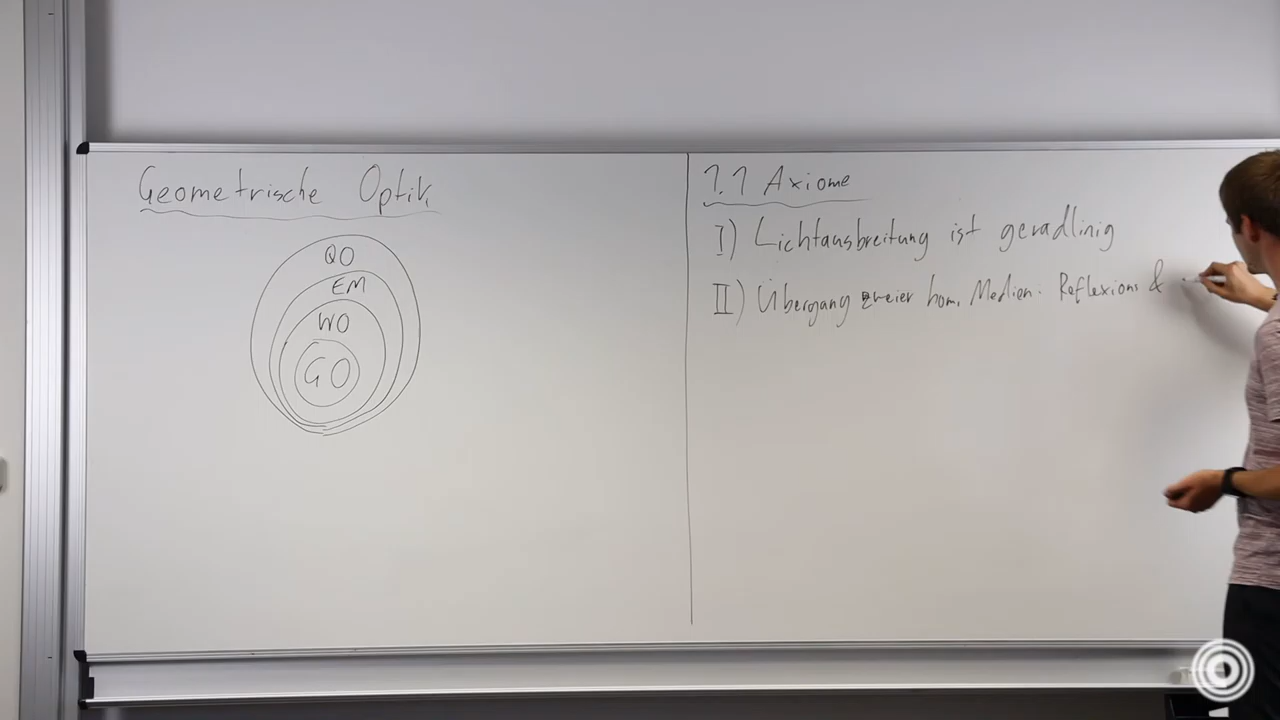 Geometrische Optik
QO
EM
WO
GO
1.1 Axiome
I) Lichtausbreitung ist geradlinig
II) Übergang zweier hom. Medien. Reflexions &